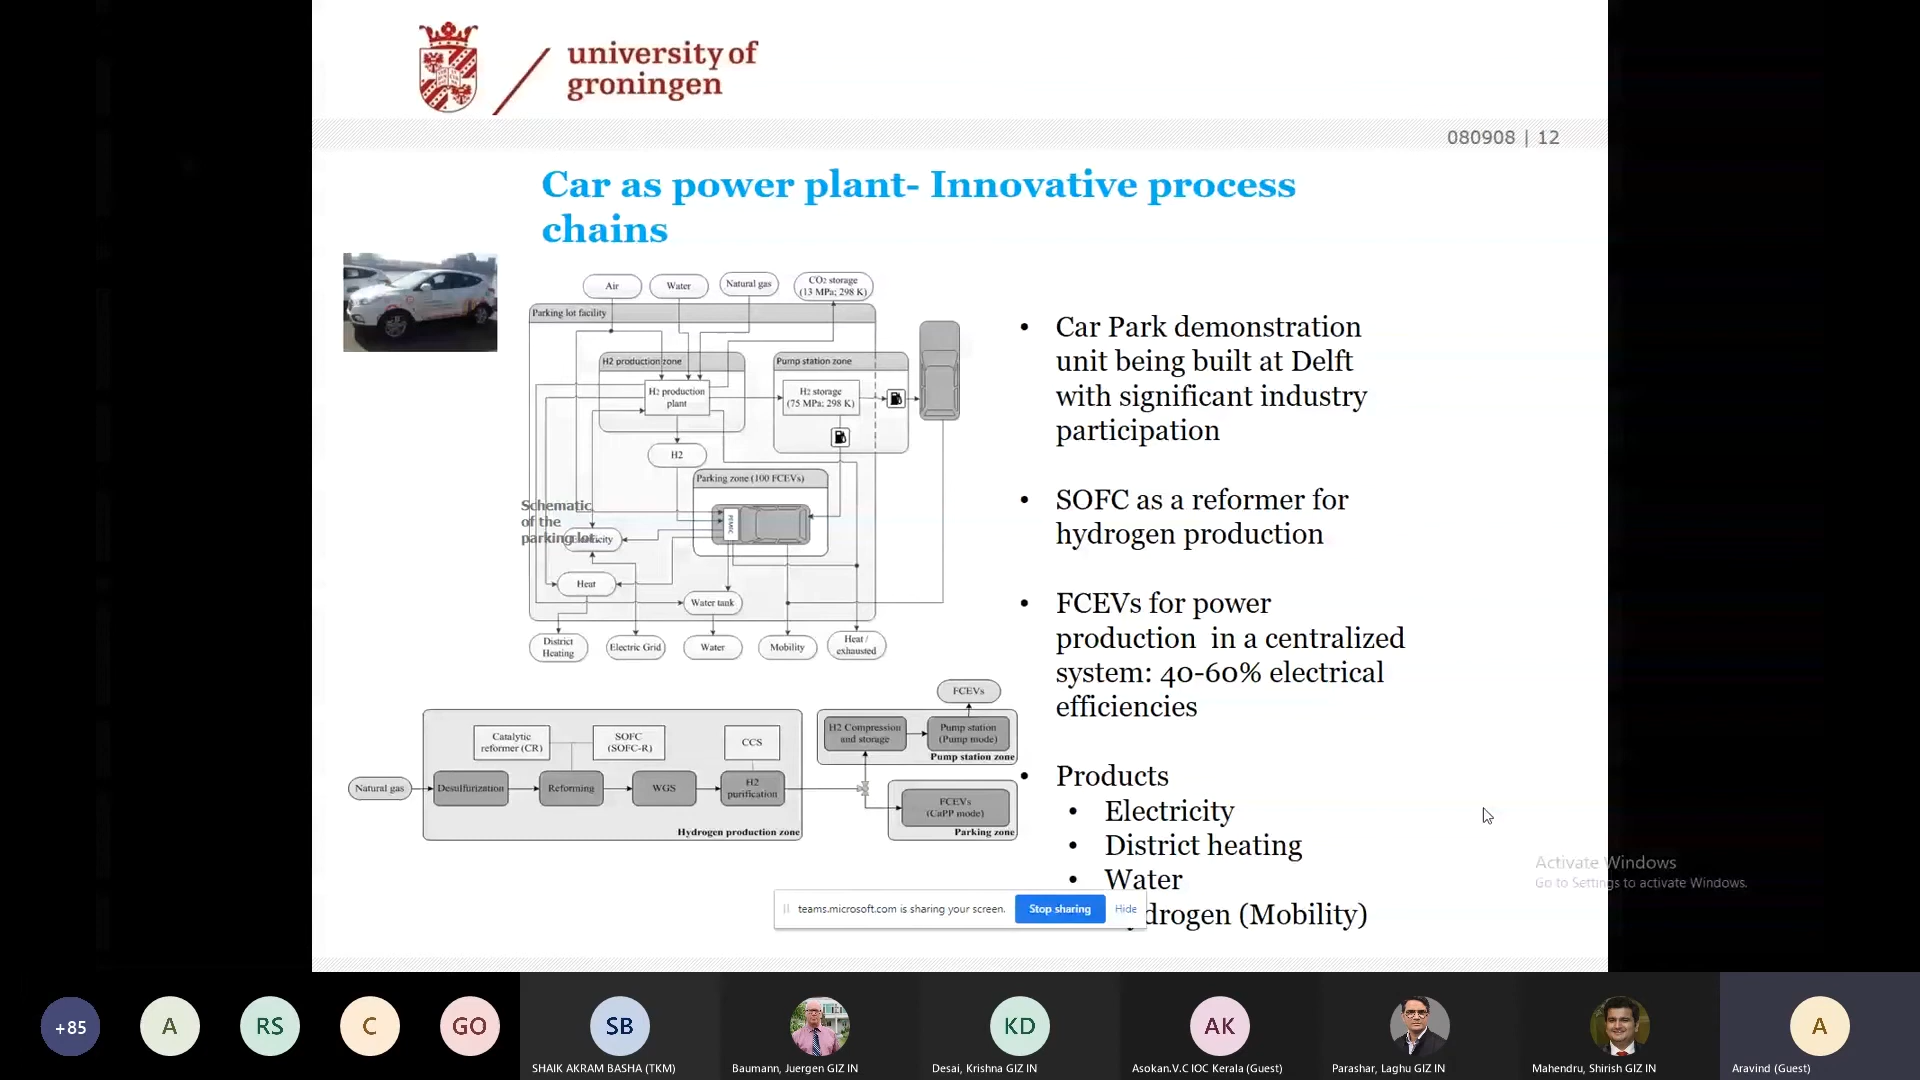 university of
groningen
080908 | 12
Car as power plant- Innovative process
chains
Air
Water
Natural gas
CO2 storage
(13 MPa; 298 K)
Parking lot facility
H2 production zone
Pump station zone
H2 production
plant
H2 storage
(75 MPa; 298 K)
H2
Parking zone (100 FCEVs)
Schematic
of the
parking lot
Heat
Water tank
District
Heating
Electric Grid
Water
Mobility
Heat /
exhausted
FCEVs
Catalytic
reformer (CR)
SOFC
(SOFC-R)
CCS
H2 Compression
and storage
Pump station
(Pump mode)
Pump station zone
Natural gas
Desulfurization
Reforming
WGS
H2
purification
FCEVs
(CaPP mode)
Hydrogen production zone
Parking zone
• Car Park demonstration
unit being built at Delft
with significant industry
participation
• SOFC as a reformer for
hydrogen production
• FCEVs for power
production in a centralized
system: 40-60% electrical
efficiencies
• Products
• Electricity
• District heating
• Water
drogen (Mobility)
teams.microsoft.com is sharing your screen.
Stop sharing
Hide
Activate Windows
Go to Settings to activate Windows.
+85
A
RS
C
GO
SB
KD
AK
A
SHAIK AKRAM BASHA (TKM)
Baumann, Juergen GIZ IN
Desai, Krishna GIZ IN
Asokan.V.C IOC Kerala (Guest)
Parashar, Laghu GIZ IN
Mahendru, Shirish GIZ IN
Aravind (Guest)